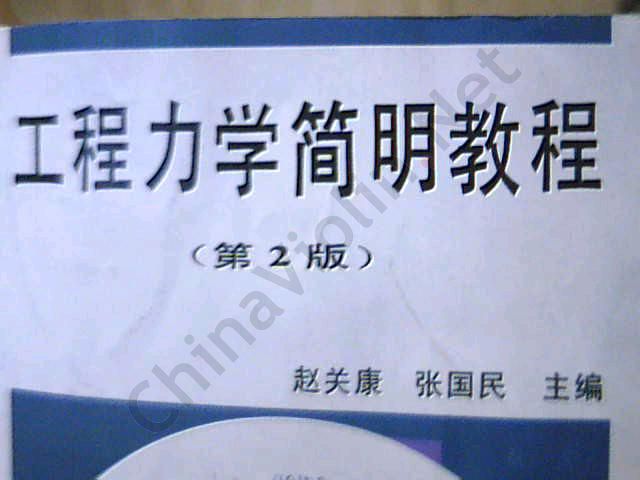 工程力学简明教程
（第2版）
赵关康 张国民 主编
ChinaViolin.Net